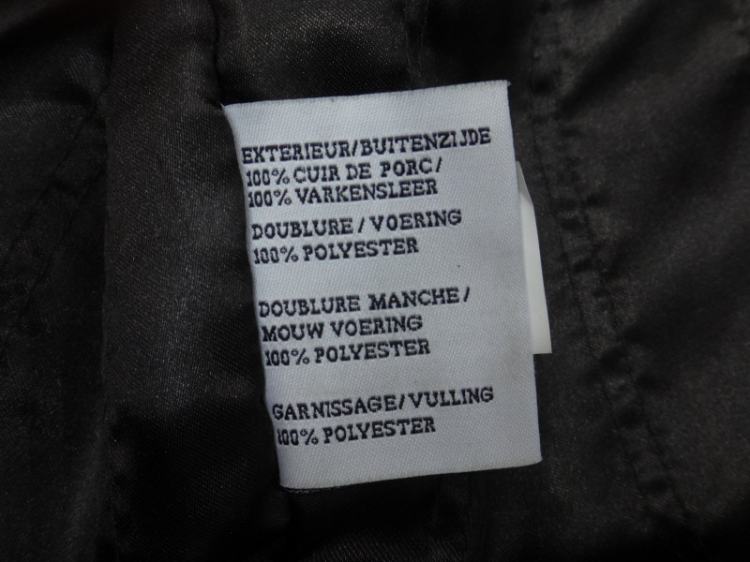 EXTERIEUR/BUITENZIJDE
100% CUIR DE PORC/
100% VARKENSLEER
DOUBLURE / VOERING
100% POLYESTER
DOUBLURE MANCHE /
MOUW VOERING
100% POLYESTER
GARNISSAGE/VULLING
100% POLYESTER